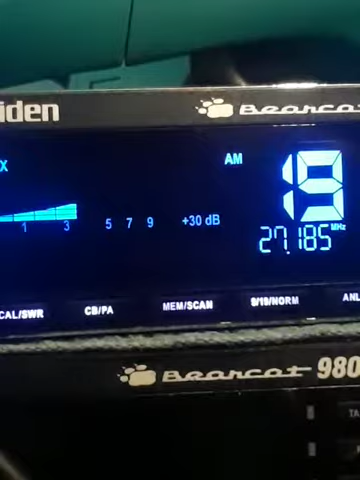 iden Bearcat
X AM 19
1 3 5 7 9 +30 dB
27.185 MHz
CAL/SWR CB/PA MEM/SCAN 9/19/NORM ANL
Bearcat 980
TA